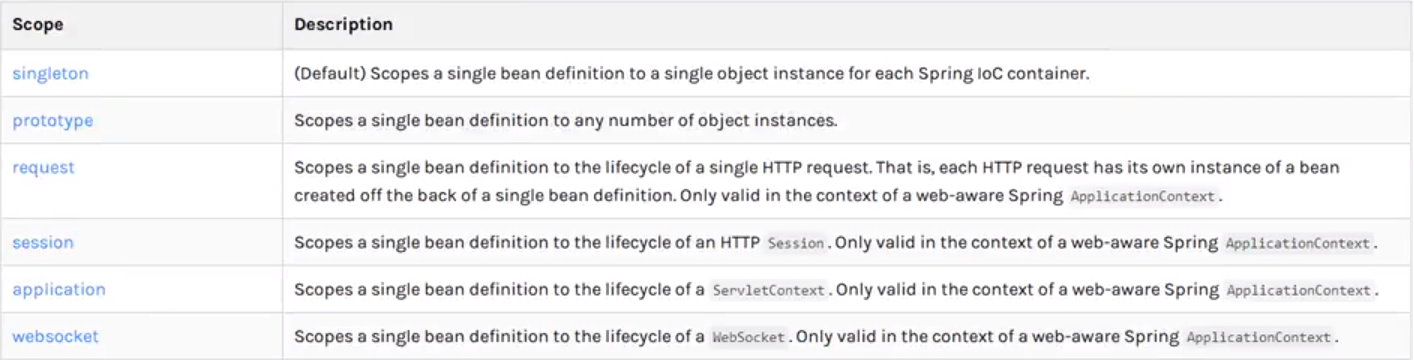 Scope Description
singleton (Default) Scopes a single bean definition to a single object instance for each Spring IoC container.
prototype Scopes a single bean definition to any number of object instances.
request Scopes a single bean definition to the lifecycle of a single HTTP request. That is, each HTTP request has its own instance of a bean
created off the back of a single bean definition. Only valid in the context of a web-aware Spring ApplicationContext.
session Scopes a single bean definition to the lifecycle of an HTTP Session. Only valid in the context of a web-aware Spring ApplicationContext.
application Scopes a single bean definition to the lifecycle of a ServletContext. Only valid in the context of a web-aware Spring ApplicationContext.
websocket Scopes a single bean definition to the lifecycle of a WebSocket. Only valid in the context of a web-aware Spring ApplicationContext.